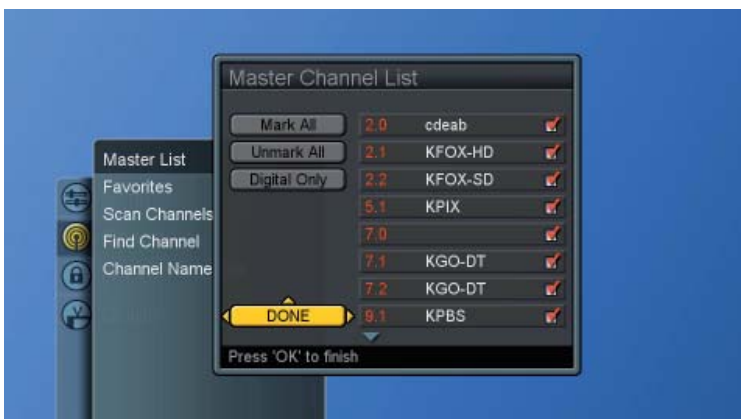 Master Channel List
Mark All
Unmark All
Digital Only
DONE
2.0 cdeab
2.1 KFOX-HD
2.2 KFOX-SD
5.1 KPIX
7.0
7.1 KGO-DT
7.2 KGO-DT
9.1 KPBS
Press 'OK' to finish
Master List
Favorites
Scan Channels
Find Channel
Channel Name